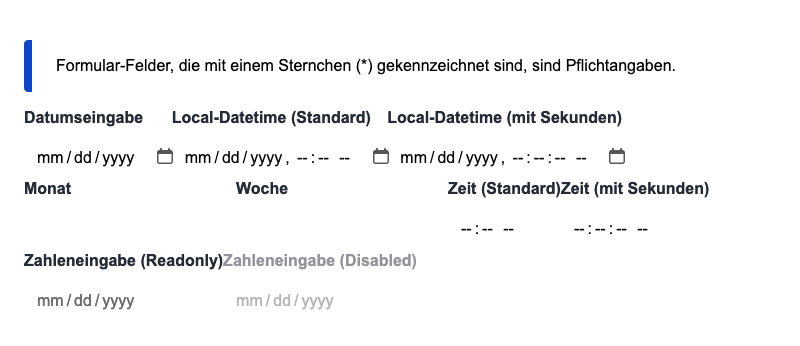 Formular-Felder, die mit einem Sternchen (*) gekennzeichnet sind, sind Pflichtangaben.
Datumseingabe Local-Datetime (Standard) Local-Datetime (mit Sekunden)
mm/dd/yyyy mm/dd/yyyy, --:-- -- mm/dd/yyyy, --:--:-- --
Monat Woche Zeit (Standard)Zeit (mit Sekunden)
--:-- -- --:--:-- --
Zahleneingabe (Readonly)Zahleneingabe (Disabled)
mm/dd/yyyy mm/dd/yyyy